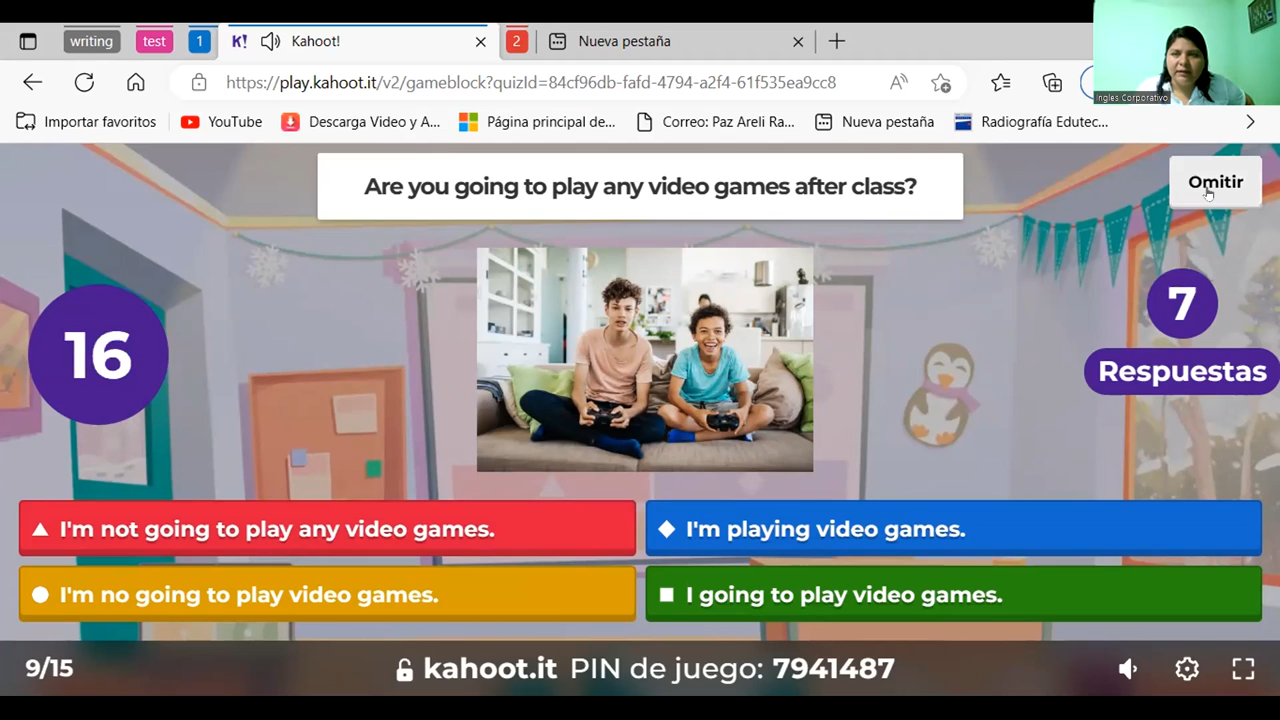 writing
test
1
K!
Kahoot!
2
Nueva pestaña
https://play.kahoot.it/v2/gameblock?quizId=84cf96db-fafd-4794-a2f4-61f535ea9cc8
Ingles Corporativo
Importar favoritos
YouTube
Descarga Video y A...
Página principal de...
Correo: Paz Areli Ra...
Nueva pestaña
Radiografía Edutec...
Are you going to play any video games after class?
Omitir
16
7
Respuestas
I'm not going to play any video games.
I'm playing video games.
I'm no going to play video games.
I going to play video games.
9/15
kahoot.it PIN de juego: 7941487